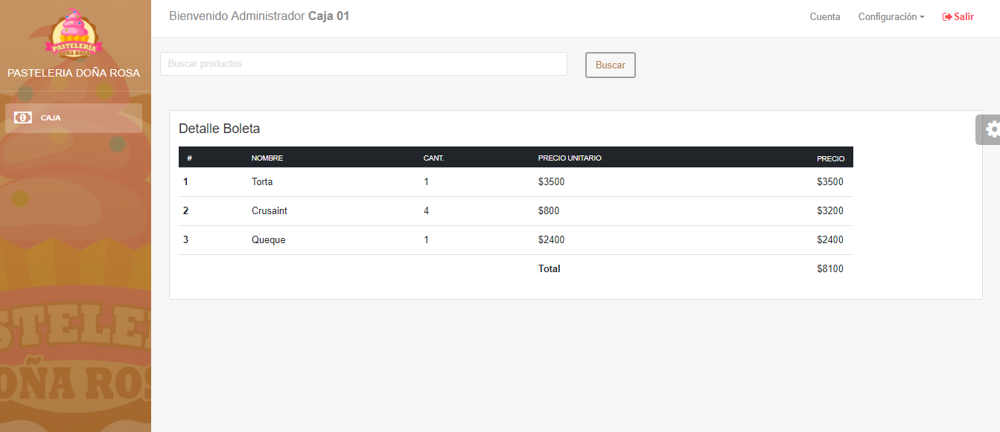 Bienvenido Administrador Caja 01
Cuenta Configuración Salir
PASTELERÍA
DOÑA ROSA
PASTELERIA DOÑA ROSA
CAJA
Buscar productos
Buscar
Detalle Boleta
# NOMBRE CANT. PRECIO UNITARIO PRECIO
1 Torta 1 $3500 $3500
2 Crusaint 4 $800 $3200
3 Queque 1 $2400 $2400
Total $8100
STELE
OÑA ROS